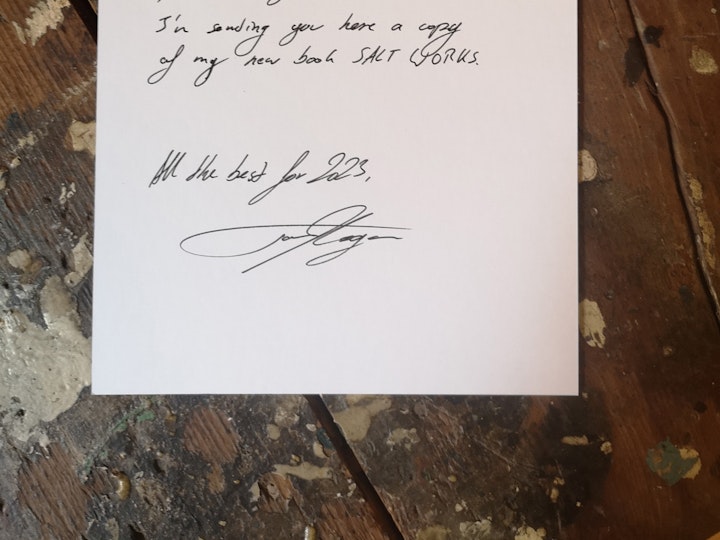 I'm sending you here a copy
of my new book SALT WORKS.
All the best for 2023,